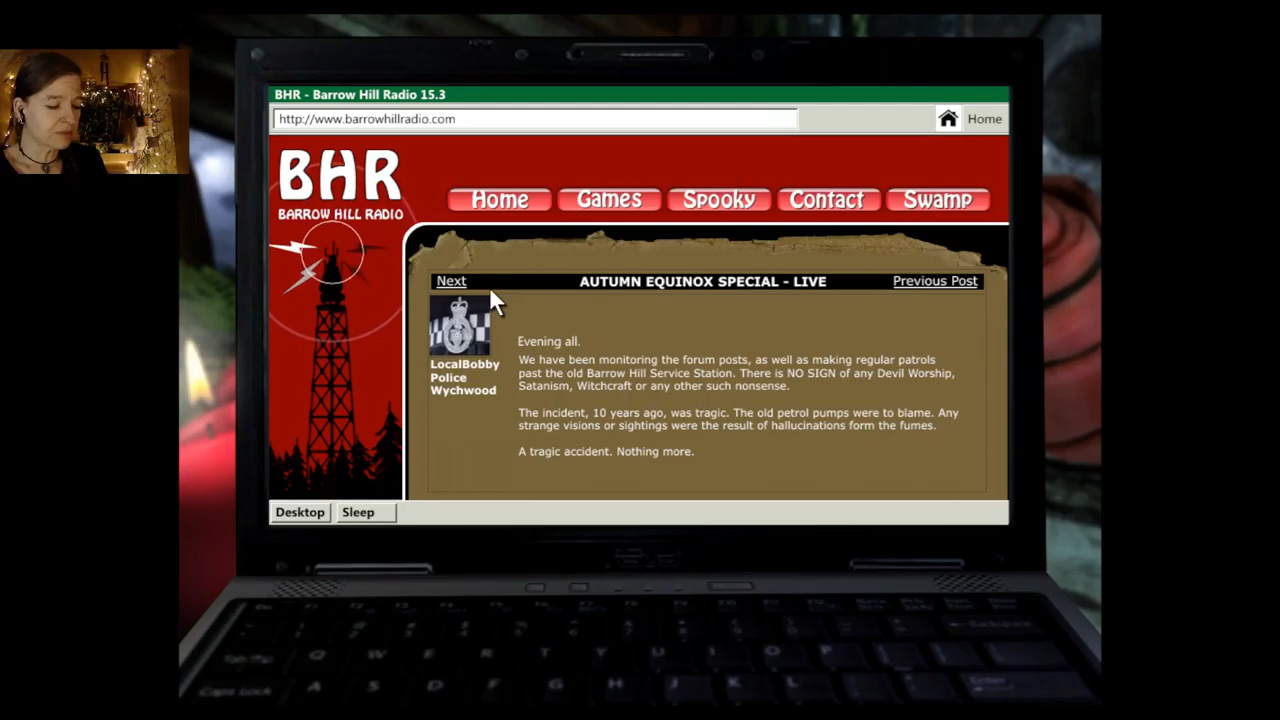 BHR - Barrow Hill Radio 15.3
http://www.barrowhillradio.com
Home
BHR
BARROW HILL RADIO
Home
Games
Spooky
Contact
Swamp
Next
AUTUMN EQUINOX SPECIAL - LIVE
Previous Post
LocalBobby
Police
Wychwood
Evening all.
We have been monitoring the forum posts, as well as making regular patrols
past the old Barrow Hill Service Station. There is NO SIGN of any Devil Worship,
Satanism, Witchcraft or any other such nonsense.
The incident, 10 years ago, was tragic. The old petrol pumps were to blame. Any
strange visions or sightings were the result of hallucinations form the fumes.
A tragic accident. Nothing more.
Desktop
Sleep
Backspace
Q W E R T Y U I O P
Caps Lock A S D F G H J K L
Enter